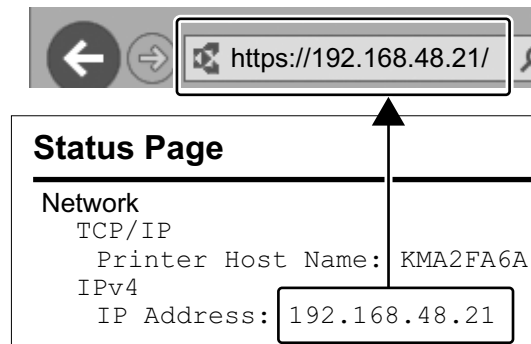 https://192.168.48.21/
Status Page
Network
TCP/IP
Printer Host Name: KMA2FA6A
IPv4
IP Address: 192.168.48.21